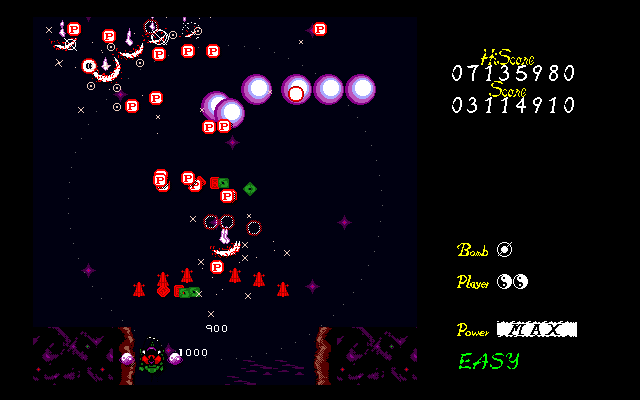 P
P
P
P P P
α
P P
P P
P P
P
P
HiScore
07135980
Score
03114910
Bomb
Player
900
1000
Power MAX
EASY